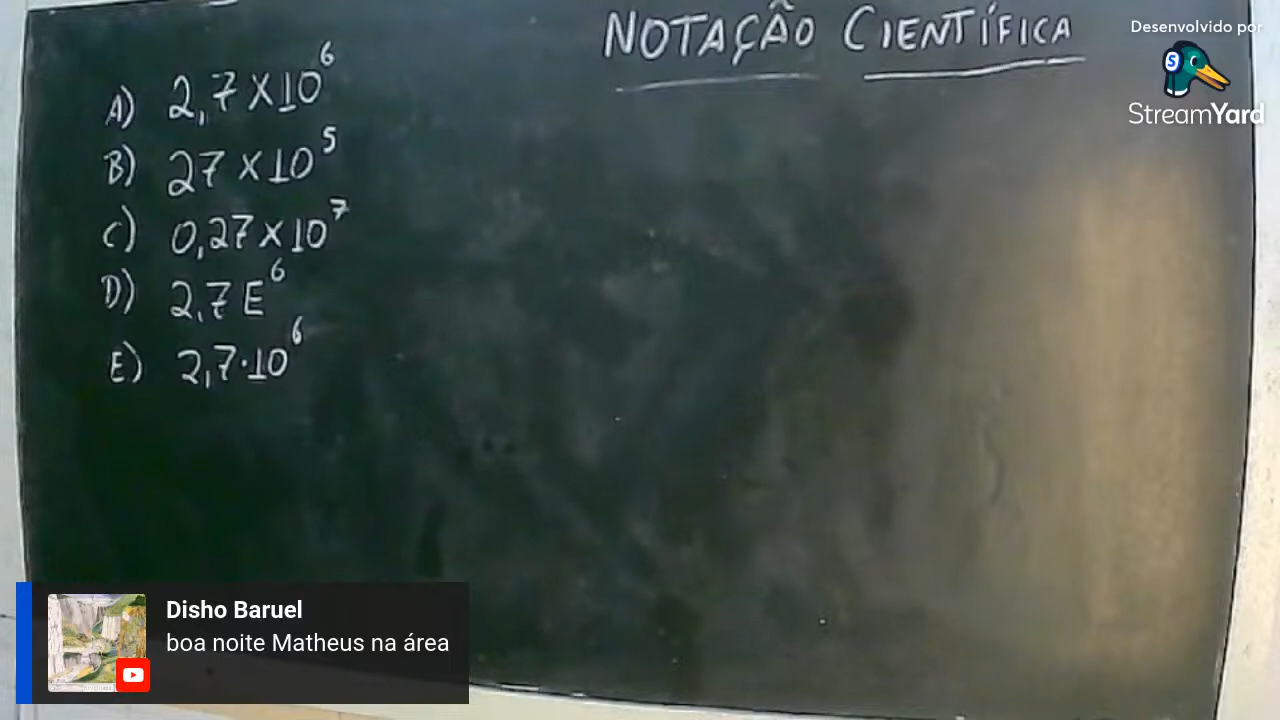 NOTAÇÃO CIENTÍFICA
Desenvolvido por
StreamYard
A) 2,7 X 10⁶
B) 27 X 10⁵
C) 0,27 X 10⁷
D) 2,7 E⁶
E) 2,7 · 10⁶
Disho Baruel
boa noite Matheus na área